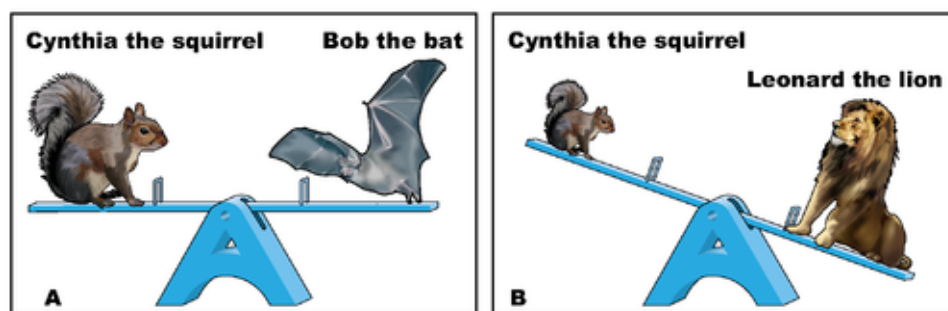 Cynthia the squirrel
Bob the bat
A
Cynthia the squirrel
Leonard the lion
B